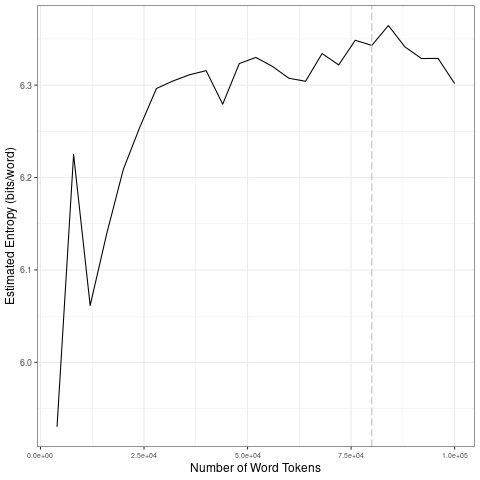 Estimated Entropy (bits/word)
6.3
6.2
6.1
6.0
0.0e+00 2.5e+04 5.0e+04 7.5e+04 1.0e+05
Number of Word Tokens